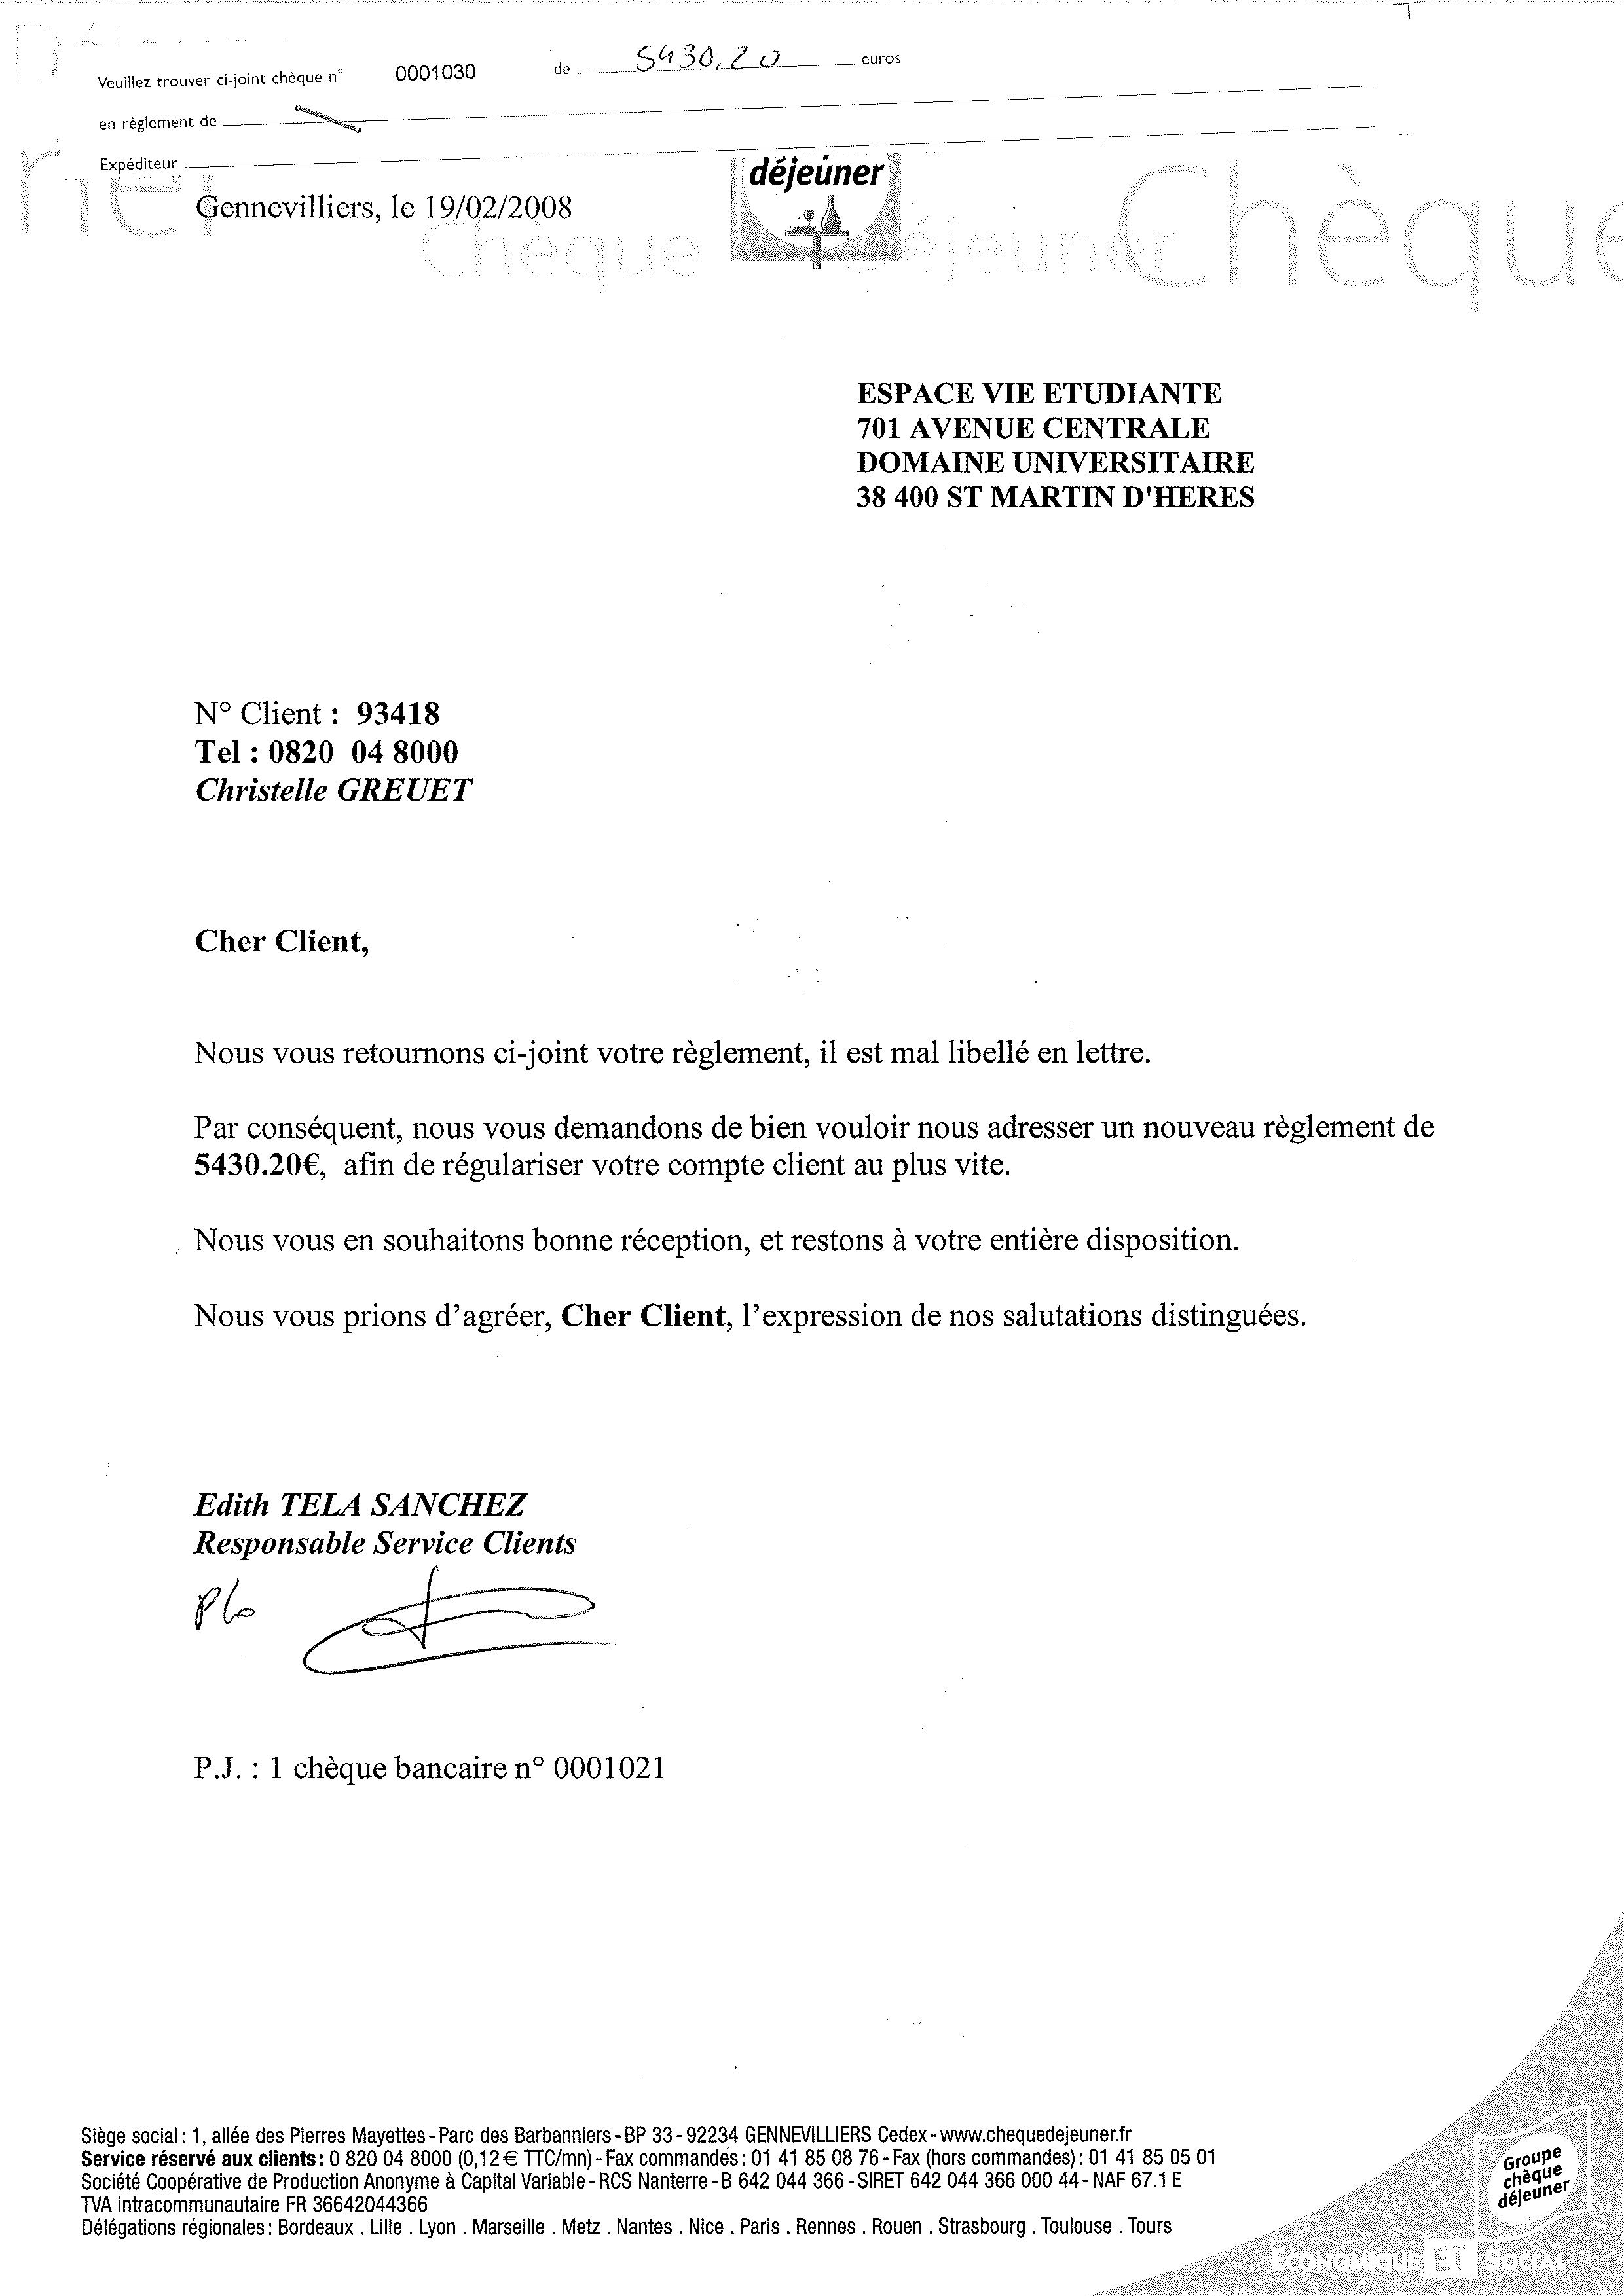 Veuillez trouver ci-joint chèque n° 0001030 de 5430,20 euros
en règlement de
Expéditeur
déjeuner
Gennevilliers, le 19/02/2008
Chèque Déjeuner Chèque
ESPACE VIE ETUDIANTE
701 AVENUE CENTRALE
DOMAINE UNIVERSITAIRE
38 400 ST MARTIN D'HERES
N° Client : 93418
Tel : 0820 04 8000
Christelle GREUET
Cher Client,
Nous vous retournons ci-joint votre règlement, il est mal libellé en lettre.
Par conséquent, nous vous demandons de bien vouloir nous adresser un nouveau règlement de
5430.20€, afin de régulariser votre compte client au plus vite.
Nous vous en souhaitons bonne réception, et restons à votre entière disposition.
Nous vous prions d'agréer, Cher Client, l'expression de nos salutations distinguées.
Edith TELA SANCHEZ
Responsable Service Clients
P/o
P.J. : 1 chèque bancaire n° 0001021
Siège social : 1, allée des Pierres Mayettes - Parc des Barbanniers - BP 33 - 92234 GENNEVILLIERS Cedex - www.chequedejeuner.fr
Service réservé aux clients : 0 820 04 8000 (0,12 € TTC/mn) - Fax commandes : 01 41 85 08 76 - Fax (hors commandes) : 01 41 85 05 01
Société Coopérative de Production Anonyme à Capital Variable - RCS Nanterre - B 642 044 366 - SIRET 642 044 366 000 44 - NAF 67.1 E
TVA intracommunautaire FR 36642044366
Délégations régionales : Bordeaux . Lille . Lyon . Marseille . Metz . Nantes . Nice . Paris . Rennes . Rouen . Strasbourg . Toulouse . Tours
Groupe
chèque
déjeuner
ECONOMIQUE ET SOCIAL